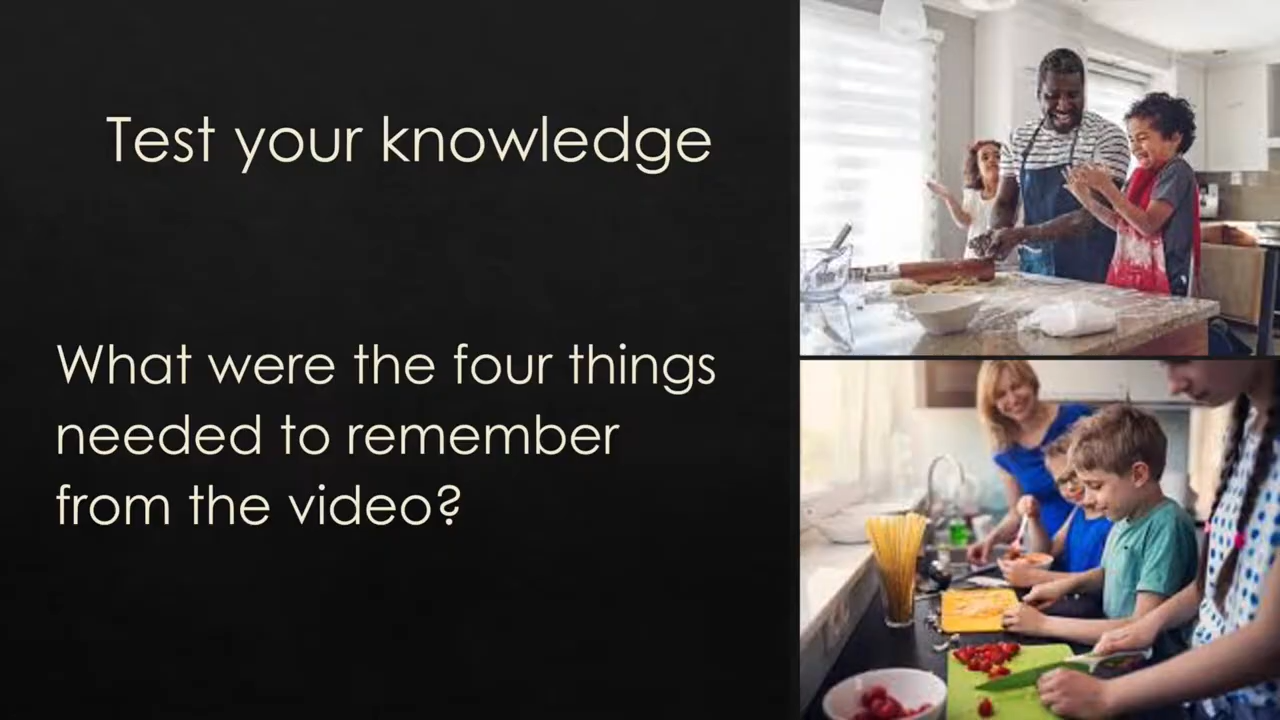 Test your knowledge
What were the four things
needed to remember
from the video?